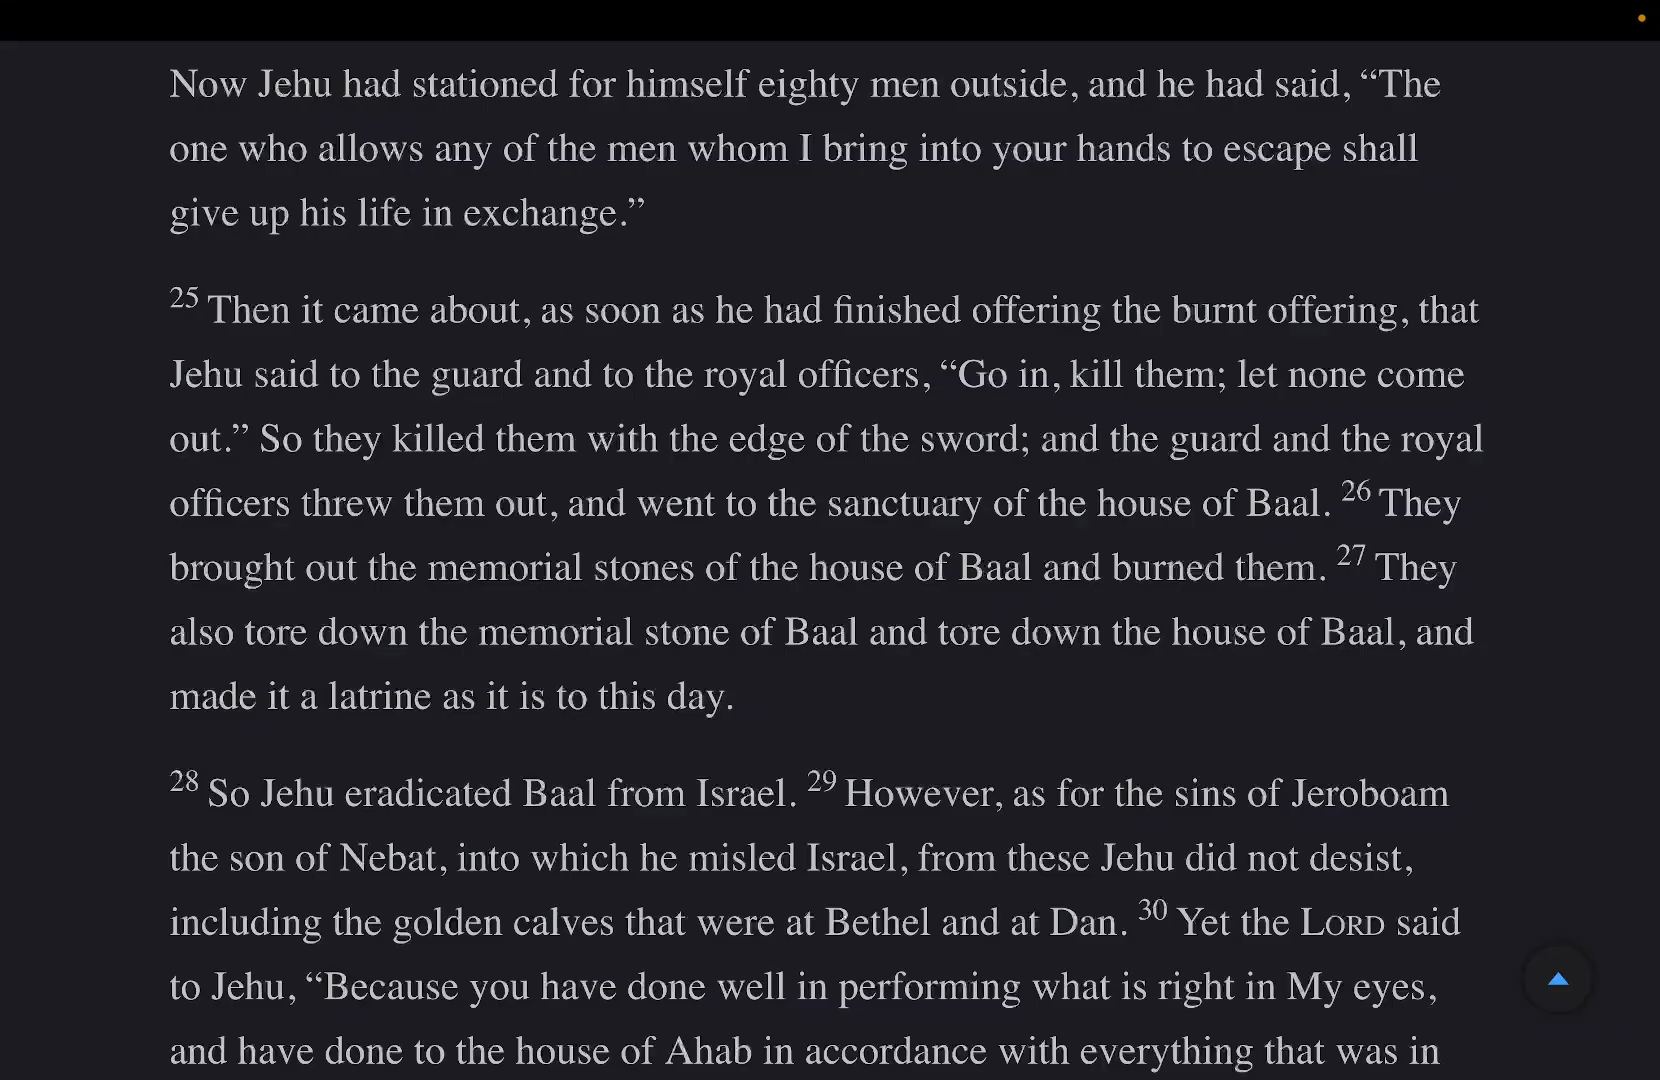 Now Jehu had stationed for himself eighty men outside, and he had said, “The
one who allows any of the men whom I bring into your hands to escape shall
give up his life in exchange.”
25 Then it came about, as soon as he had finished offering the burnt offering, that
Jehu said to the guard and to the royal officers, “Go in, kill them; let none come
out.” So they killed them with the edge of the sword; and the guard and the royal
officers threw them out, and went to the sanctuary of the house of Baal. 26 They
brought out the memorial stones of the house of Baal and burned them. 27 They
also tore down the memorial stone of Baal and tore down the house of Baal, and
made it a latrine as it is to this day.
28 So Jehu eradicated Baal from Israel. 29 However, as for the sins of Jeroboam
the son of Nebat, into which he misled Israel, from these Jehu did not desist,
including the golden calves that were at Bethel and at Dan. 30 Yet the LORD said
to Jehu, “Because you have done well in performing what is right in My eyes,
and have done to the house of Ahab in accordance with everything that was in